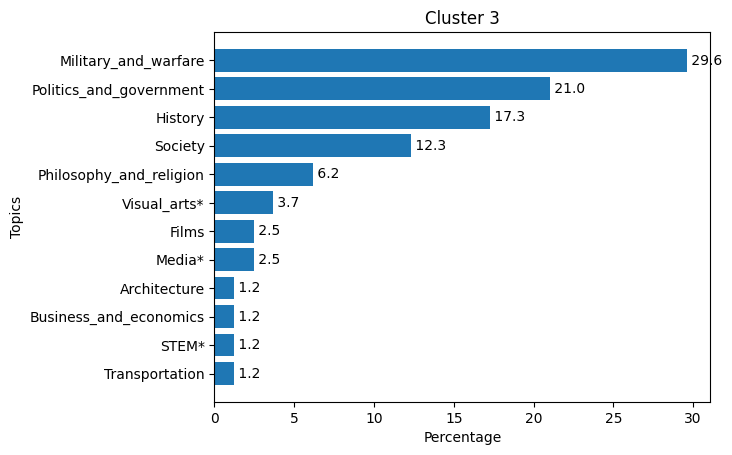 Cluster 3
Topics
Military_and_warfare 29.6
Politics_and_government 21.0
History 17.3
Society 12.3
Philosophy_and_religion 6.2
Visual_arts* 3.7
Films 2.5
Media* 2.5
Architecture 1.2
Business_and_economics 1.2
STEM* 1.2
Transportation 1.2
0 5 10 15 20 25 30
Percentage